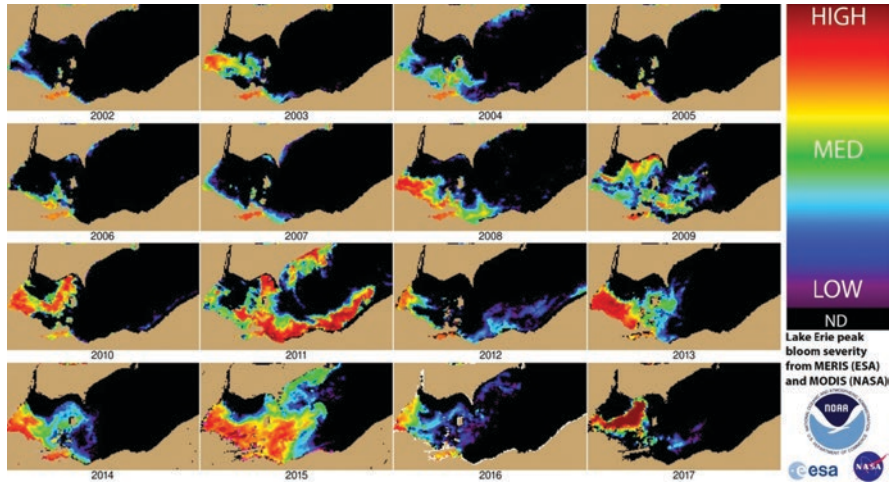 2002 2003 2004 2005
2006 2007 2008 2009
2010 2011 2012 2013
2014 2015 2016 2017
HIGH
MED
LOW
ND
Lake Erie peak
bloom severity
from MERIS (ESA)
and MODIS (NASA)
NOAA
esa
NASA